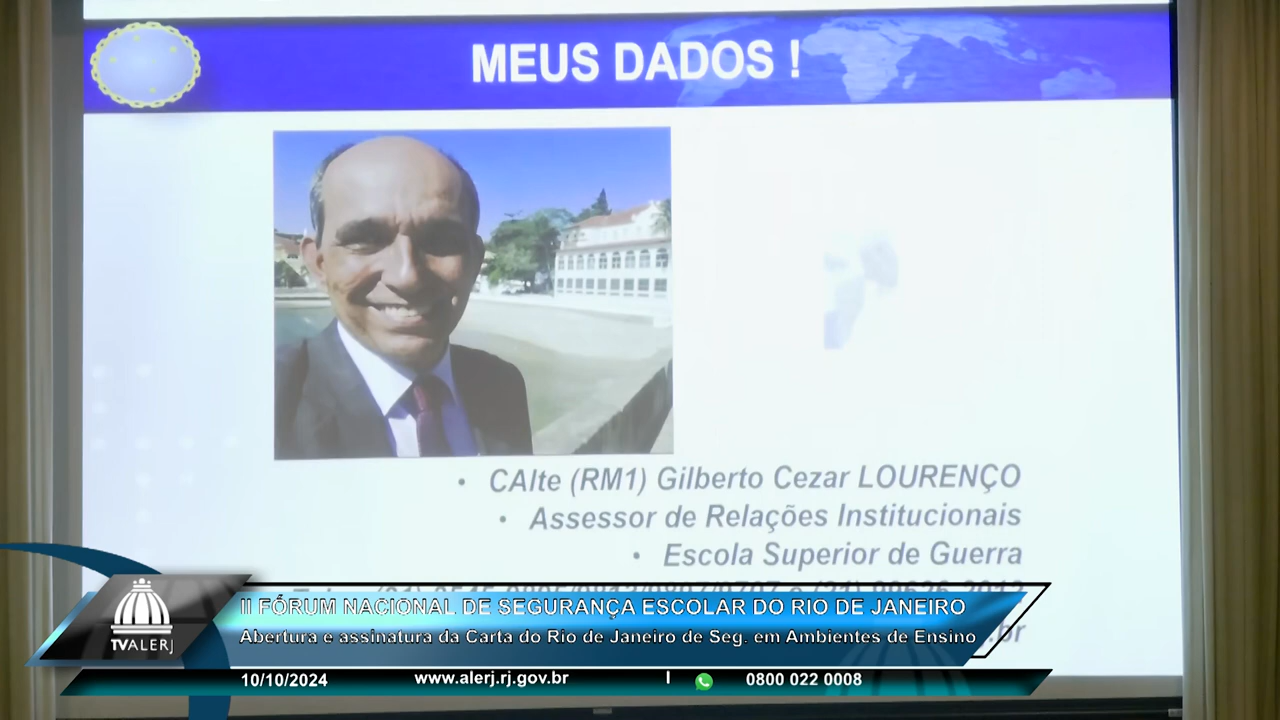 MEUS DADOS !
• CAlte (RM1) Gilberto Cezar LOURENÇO
• Assessor de Relações Institucionais
• Escola Superior de Guerra
II FÓRUM NACIONAL DE SEGURANÇA ESCOLAR DO RIO DE JANEIRO
Abertura e assinatura da Carta do Rio de Janeiro de Seg. em Ambientes de Ensino
TVALERJ
10/10/2024 www.alerj.rj.gov.br | 0800 022 0008